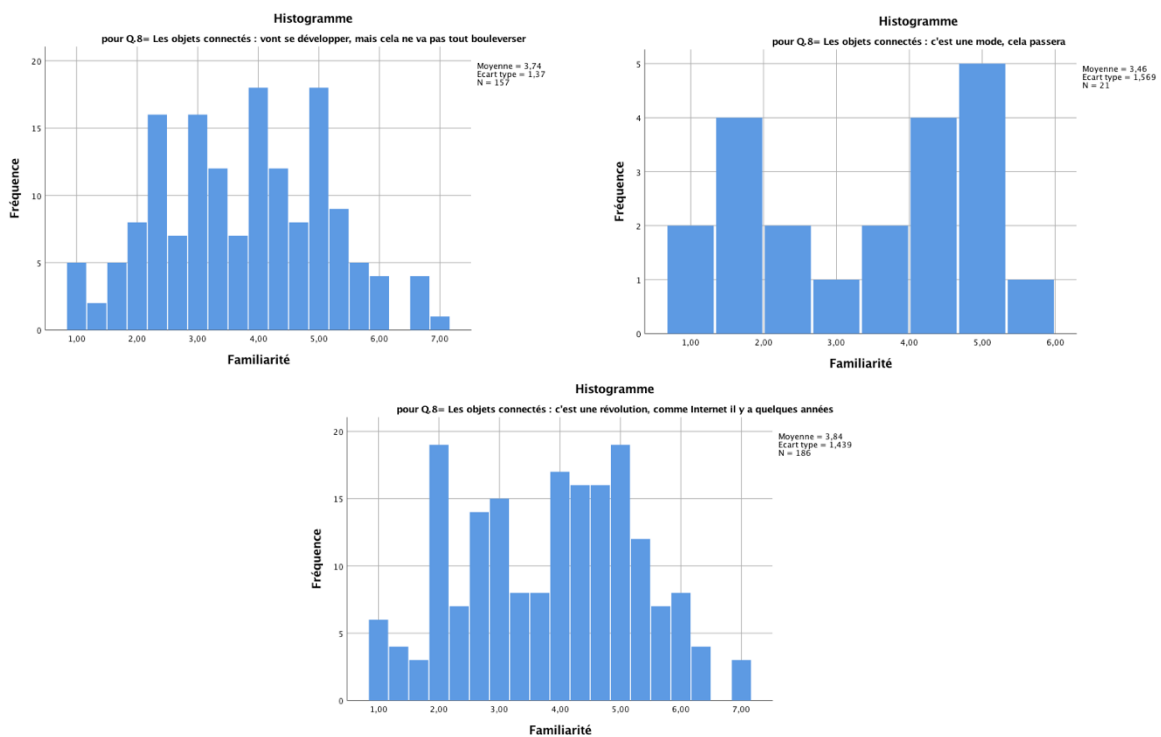 Histogramme
pour Q.8= Les objets connectés : vont se développer, mais cela ne va pas tout bouleverser
Moyenne = 3,74
Ecart type = 1,37
N = 157
20
15
10
5
0
Fréquence
1,00 2,00 3,00 4,00 5,00 6,00 7,00
Familiarité
Histogramme
pour Q.8= Les objets connectés : c'est une mode, cela passera
Moyenne = 3,46
Ecart type = 1,569
N = 21
5
4
3
2
1
0
Fréquence
1,00 2,00 3,00 4,00 5,00 6,00
Familiarité
Histogramme
pour Q.8= Les objets connectés : c'est une révolution, comme Internet il y a quelques années
Moyenne = 3,84
Ecart type = 1,439
N = 186
20
15
10
5
0
Fréquence
1,00 2,00 3,00 4,00 5,00 6,00 7,00
Familiarité